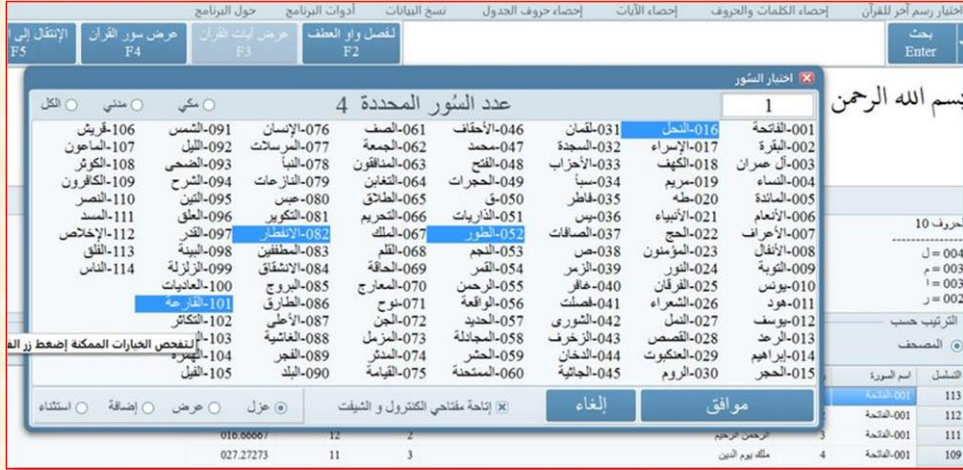 اختيار رسم آخر للقرآن إحصاء الكلمات والحروف إحصاء الآيات إحصاء حروف الجدول نسخ البيانات أدوات البرنامج حول البرنامج
بحث
Enter
لفصل واو العطف
F2
عرض آيات القرآن
F3
عرض سور القرآن
F4
الإنتقال إلى
F5
بسم الله الرحمن
اختيار السُور
1
عدد السُور المحددة 4
مكي
مدني
الكل
001-الفاتحة 016-النحل 031-لقمان 046-الأحقاف 061-الصف 076-الإنسان 091-الشمس 106-قريش
002-البقرة 017-الإسراء 032-السجدة 047-محمد 062-الجمعة 077-المرسلات 092-الليل 107-الماعون
003-آل عمران 018-الكهف 033-الأحزاب 048-الفتح 063-المنافقون 078-النبأ 093-الضحى 108-الكوثر
004-النساء 019-مريم 034-سبأ 049-الحجرات 064-التغابن 079-النازعات 094-الشرح 109-الكافرون
005-المائدة 020-طه 035-فاطر 050-ق 065-الطلاق 080-عبس 095-التين 110-النصر
006-الأنعام 021-الأنبياء 036-يس 051-الذاريات 066-التحريم 081-التكوير 096-العلق 111-المسد
007-الأعراف 022-الحج 037-الصافات 052-الطور 067-الملك 082-الانفطار 097-القدر 112-الإخلاص
008-الأنفال 023-المؤمنون 038-ص 053-النجم 068-القلم 083-المطففين 098-البينة 113-الفلق
009-التوبة 024-النور 039-الزمر 054-القمر 069-الحاقة 084-الانشقاق 099-الزلزلة 114-الناس
010-يونس 025-الفرقان 040-غافر 055-الرحمن 070-المعارج 085-البروج 100-العاديات
011-هود 026-الشعراء 041-فصلت 056-الواقعة 071-نوح 086-الطارق 101-القارعة
012-يوسف 027-النمل 042-الشورى 057-الحديد 072-الجن 087-الأعلى 102-التكاثر
013-الرعد 028-القصص 043-الزخرف 058-المجادلة 073-المزمل 088-الغاشية
014-إبراهيم 029-العنكبوت 044-الدخان 059-الحشر 074-المدثر 089-الفجر 104-الهمزة
015-الحجر 030-الروم 045-الجاثية 060-الممتحنة 075-القيامة 090-البلد 105-الفيل
لتفحص الخيارات الممكنة إضغط زر
موافق
إلغاء
إتاحة مفتاحي الكنترول و الشيفت
عزل
عرض
إضافة
استثناء
الحروف 10
ل = 004
م = 003
ا = 003
ر = 002
الترتيب حسب
المصحف
التسلسل اسم السورة
113 001-الفاتحة
112 001-الفاتحة
111 001-الفاتحة 3 الرحمن الرحيم 2 12 016.66667
109 001-الفاتحة 4 ملك يوم الدين 3 11 027.27273